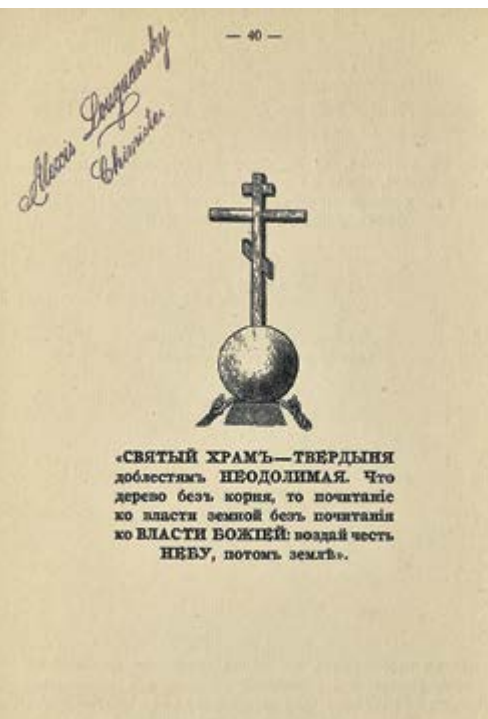 — 40 —
Alexis Louguansky
Chimiste
«СВЯТЫЙ ХРАМЪ—ТВЕРДЫНЯ
доблестямъ НЕОДОЛИМАЯ. Что
дерево безъ корня, то почитаніе
ко власти земной безъ почитанія
ко ВЛАСТИ БОЖІЕЙ: воздай честь
НЕБУ, потомъ землѣ».